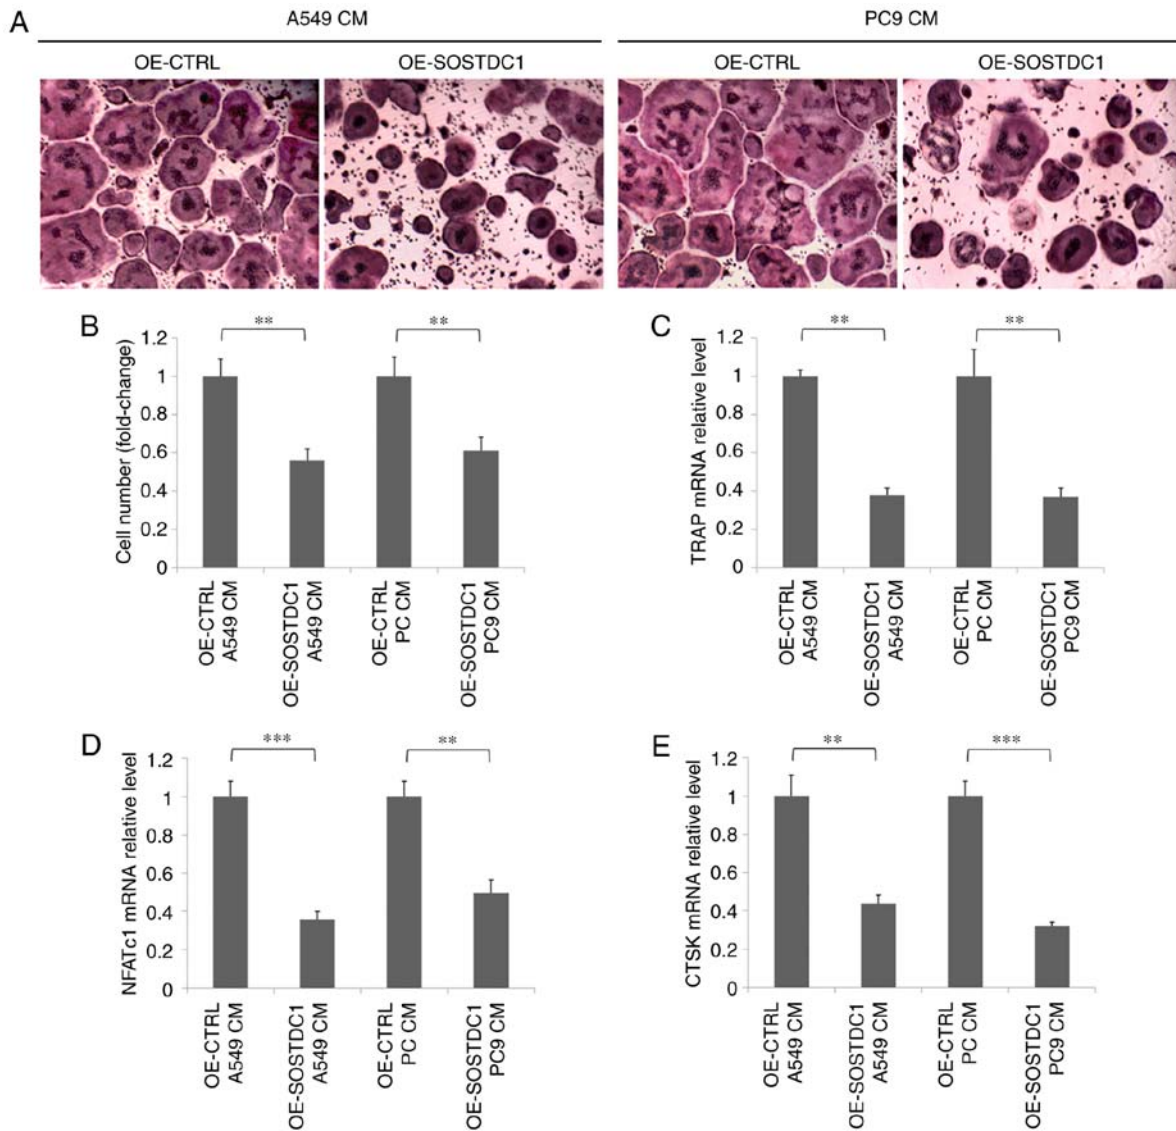 A
A549 CM
PC9 CM
OE-CTRL
OE-SOSTDC1
OE-CTRL
OE-SOSTDC1
B
Cell number (fold-change)
1.2
1
0.8
0.6
0.4
0.2
0
**
**
OE-CTRL
A549 CM
OE-SOSTDC1
A549 CM
OE-CTRL
PC CM
OE-SOSTDC1
PC9 CM
C
TRAP mRNA relative level
1.2
1
0.8
0.6
0.4
0.2
0
**
**
OE-CTRL
A549 CM
OE-SOSTDC1
A549 CM
OE-CTRL
PC CM
OE-SOSTDC1
PC9 CM
D
NFATc1 mRNA relative level
1.2
1
0.8
0.6
0.4
0.2
0
***
**
OE-CTRL
A549 CM
OE-SOSTDC1
A549 CM
OE-CTRL
PC CM
OE-SOSTDC1
PC9 CM
E
CTSK mRNA relative level
1.2
1
0.8
0.6
0.4
0.2
0
**
***
OE-CTRL
A549 CM
OE-SOSTDC1
A549 CM
OE-CTRL
PC CM
OE-SOSTDC1
PC9 CM